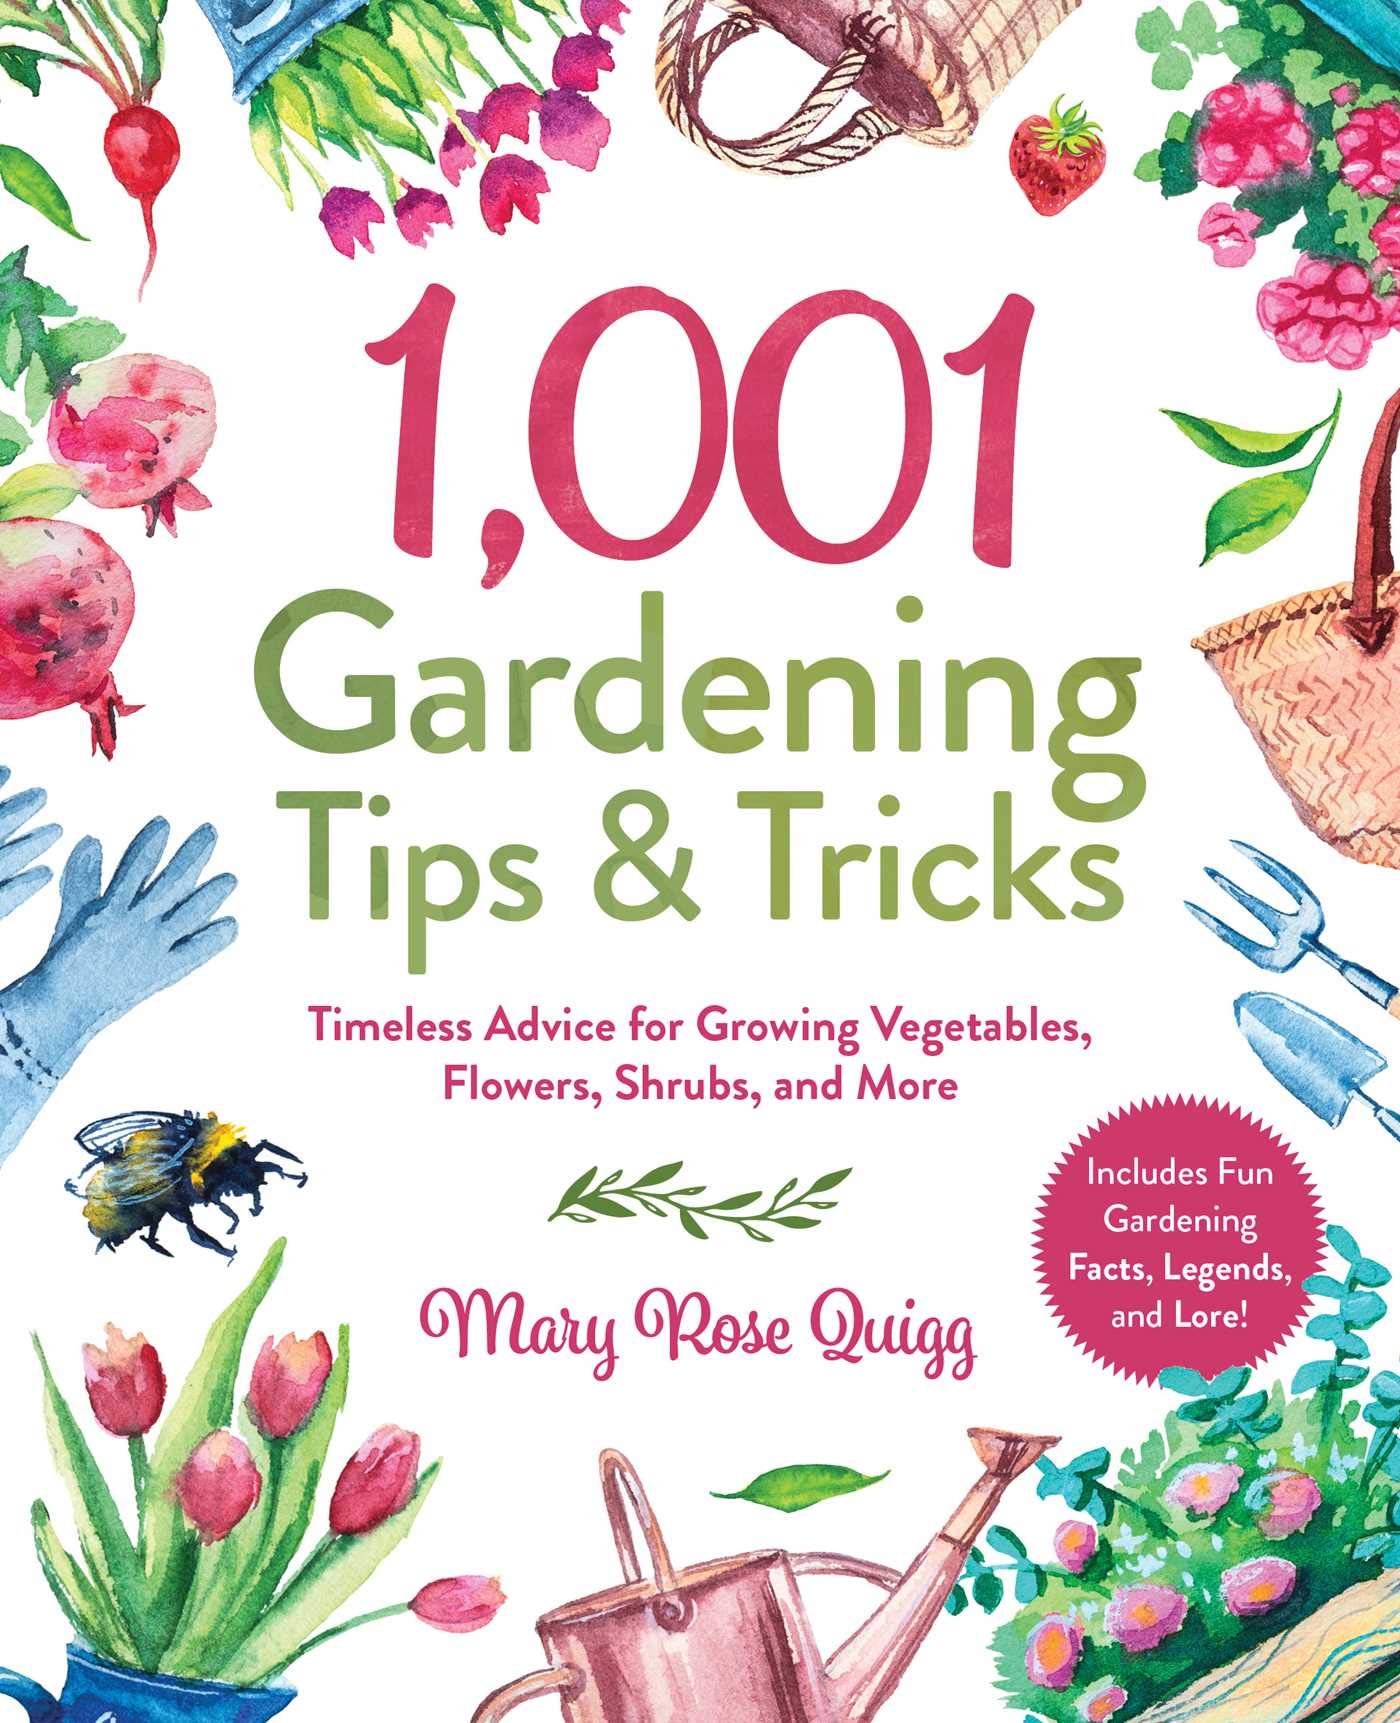 1,001
Gardening
Tips & Tricks
Timeless Advice for Growing Vegetables,
Flowers, Shrubs, and More
Includes Fun
Gardening
Facts, Legends,
and Lore!
Mary Rose Quigg